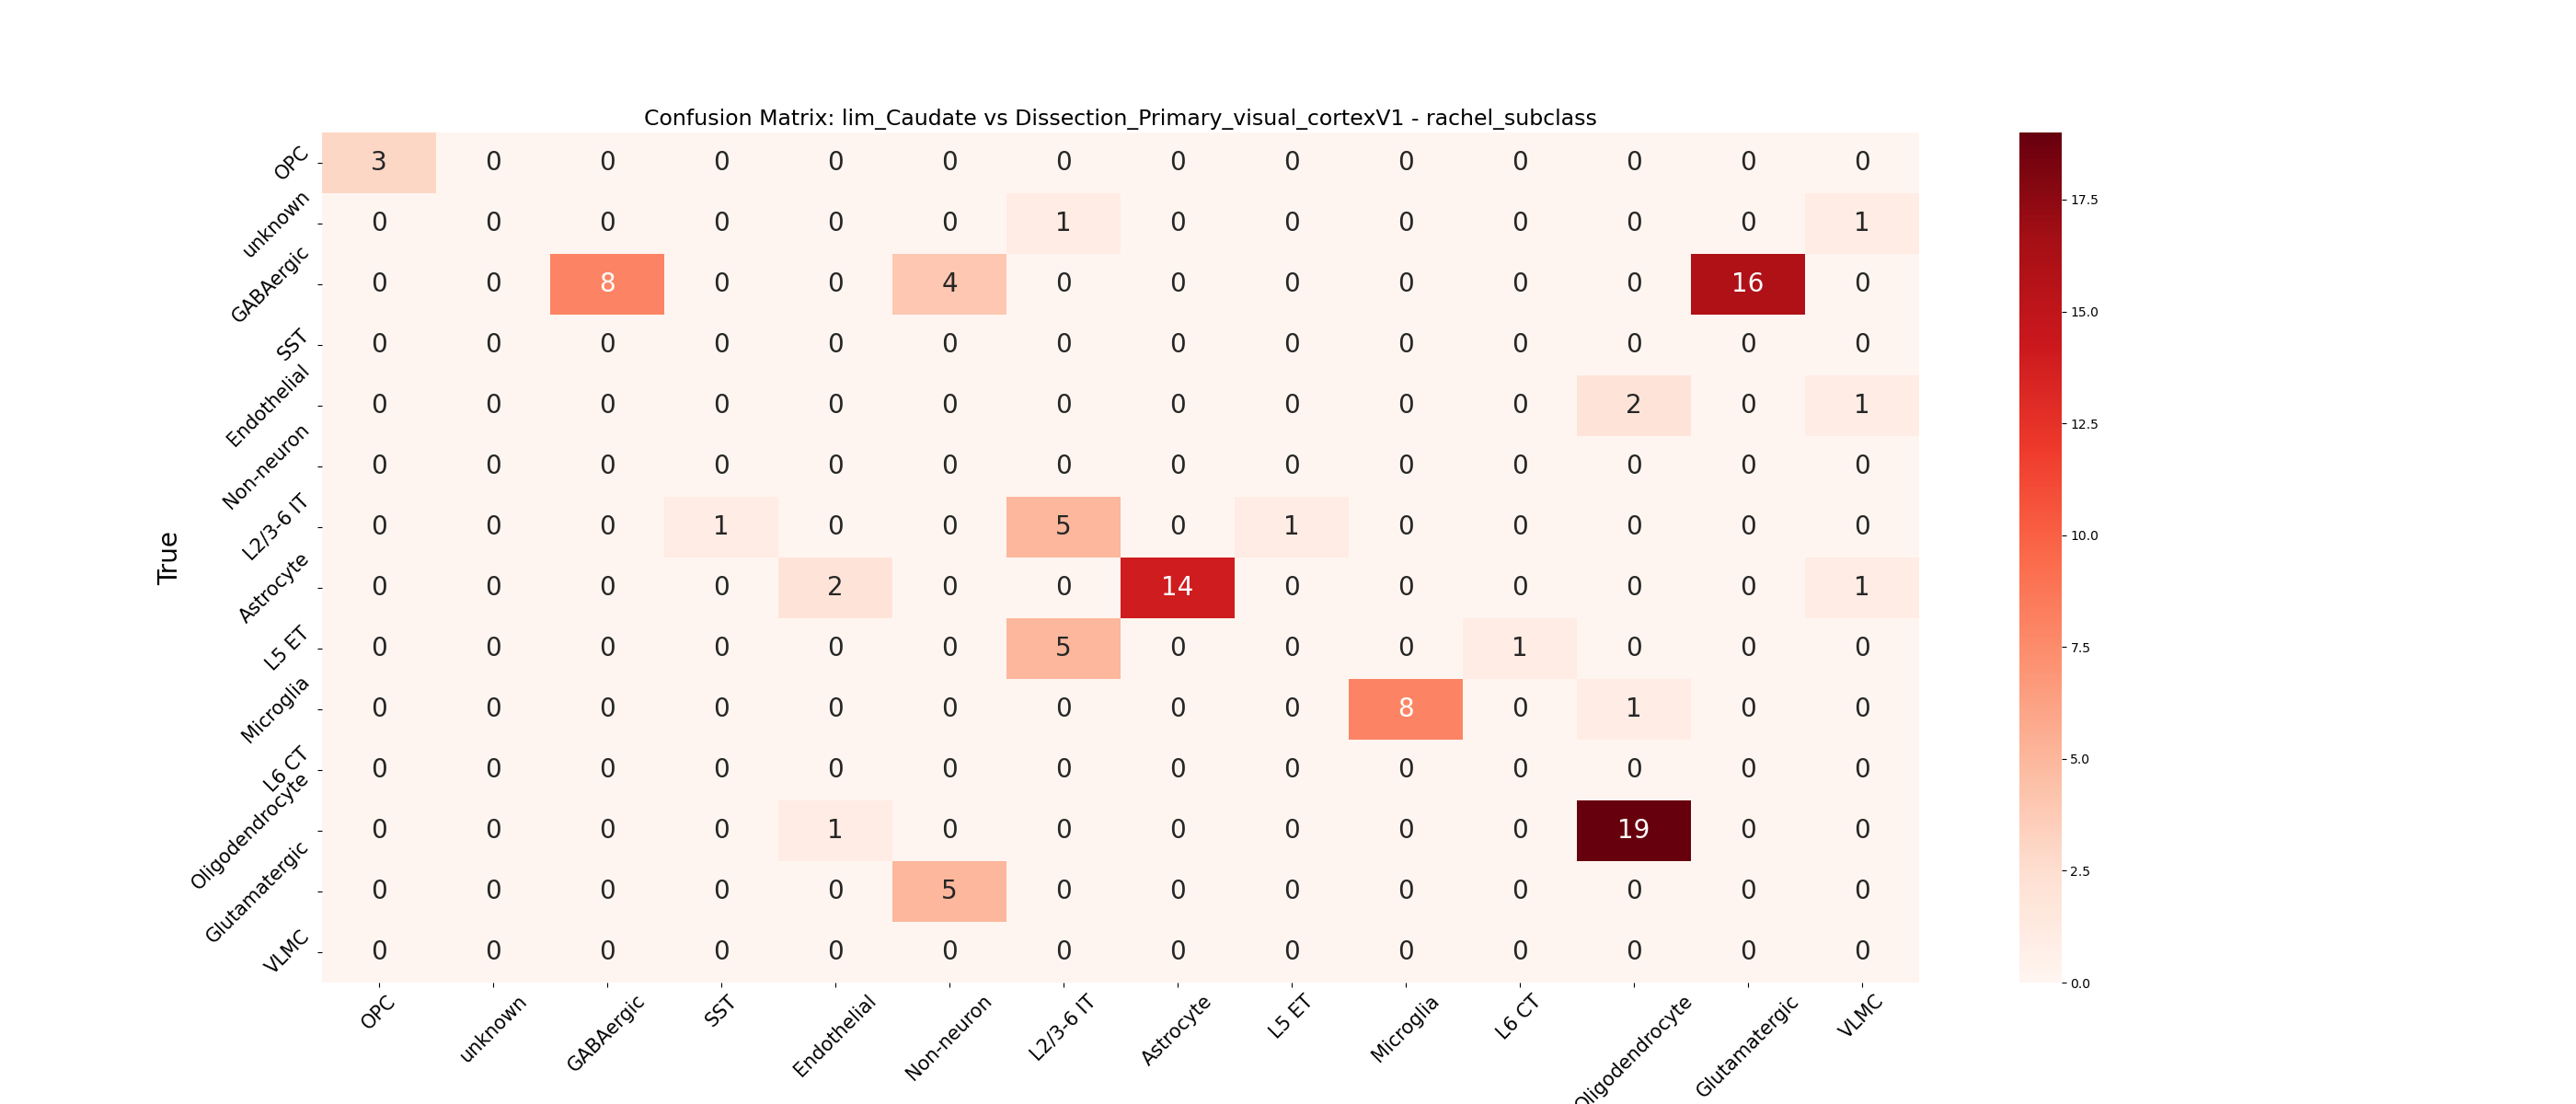 Confusion Matrix: lim_Caudate vs Dissection_Primary_visual_cortexV1 - rachel_subclass
True
OPC 3 0 0 0 0 0 0 0 0 0 0 0 0 0
unknown 0 0 0 0 0 0 1 0 0 0 0 0 0 1
GABAergic 0 0 8 0 0 4 0 0 0 0 0 0 16 0
SST 0 0 0 0 0 0 0 0 0 0 0 0 0 0
Endothelial 0 0 0 0 0 0 0 0 0 0 0 2 0 1
Non-neuron 0 0 0 0 0 0 0 0 0 0 0 0 0 0
L2/3-6 IT 0 0 0 1 0 0 5 0 1 0 0 0 0 0
Astrocyte 0 0 0 0 2 0 0 14 0 0 0 0 0 1
L5 ET 0 0 0 0 0 0 5 0 0 0 1 0 0 0
Microglia 0 0 0 0 0 0 0 0 0 8 0 1 0 0
L6 CT 0 0 0 0 0 0 0 0 0 0 0 0 0 0
Oligodendrocyte 0 0 0 0 1 0 0 0 0 0 0 19 0 0
Glutamatergic 0 0 0 0 0 5 0 0 0 0 0 0 0 0
VLMC 0 0 0 0 0 0 0 0 0 0 0 0 0 0
OPC unknown GABAergic SST Endothelial Non-neuron L2/3-6 IT Astrocyte L5 ET Microglia L6 CT Oligodendrocyte Glutamatergic VLMC
17.5
15.0
12.5
10.0
7.5
5.0
2.5
0.0